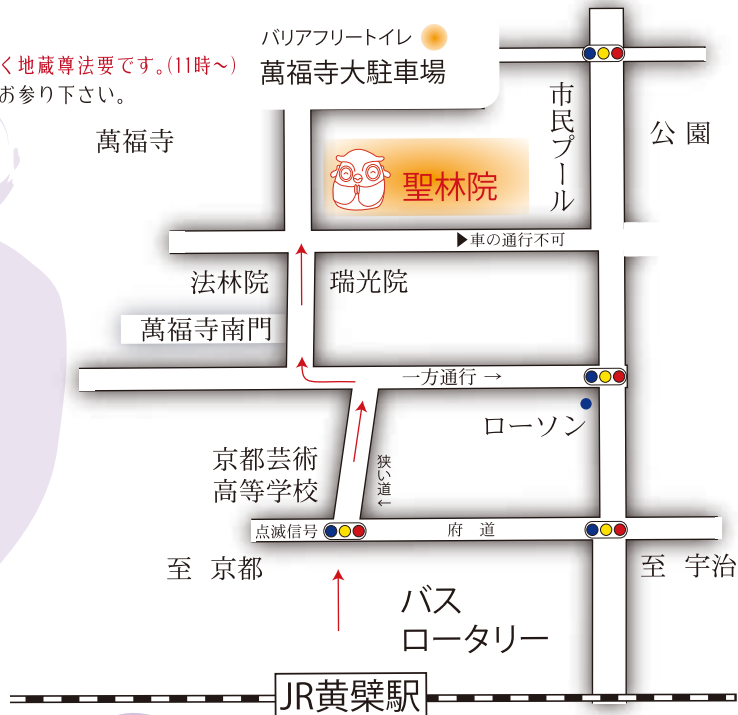 バリアフリートイレ
く地蔵尊法要です。(11時～)
萬福寺大駐車場
お参り下さい。
市民プール
公園
萬福寺
聖林院
▶車の通行不可
法林院
瑞光院
萬福寺南門
一方通行 →
ローソン
京都芸術
高等学校
狭い道←
点滅信号
府 道
至 京都
至 宇治
バス
ロータリー
JR黄檗駅